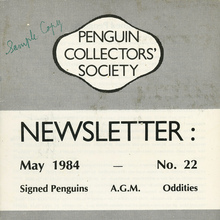 Sample Copy
PENGUIN
COLLECTORS'
SOCIETY
NEWSLETTER:
May 1984 — No. 22
Signed Penguins A.G.M. Oddities